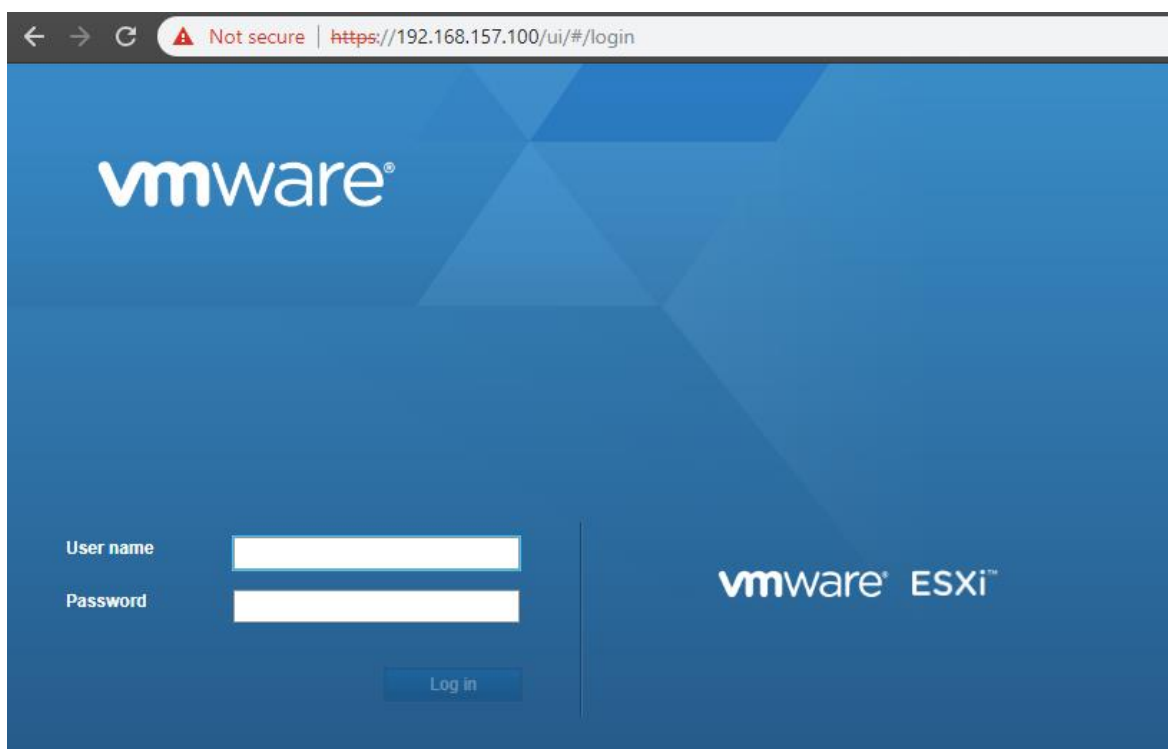 Not secure | https://192.168.157.100/ui/#/login
vmware®
User name
Password
Log in
vmware® ESXi™